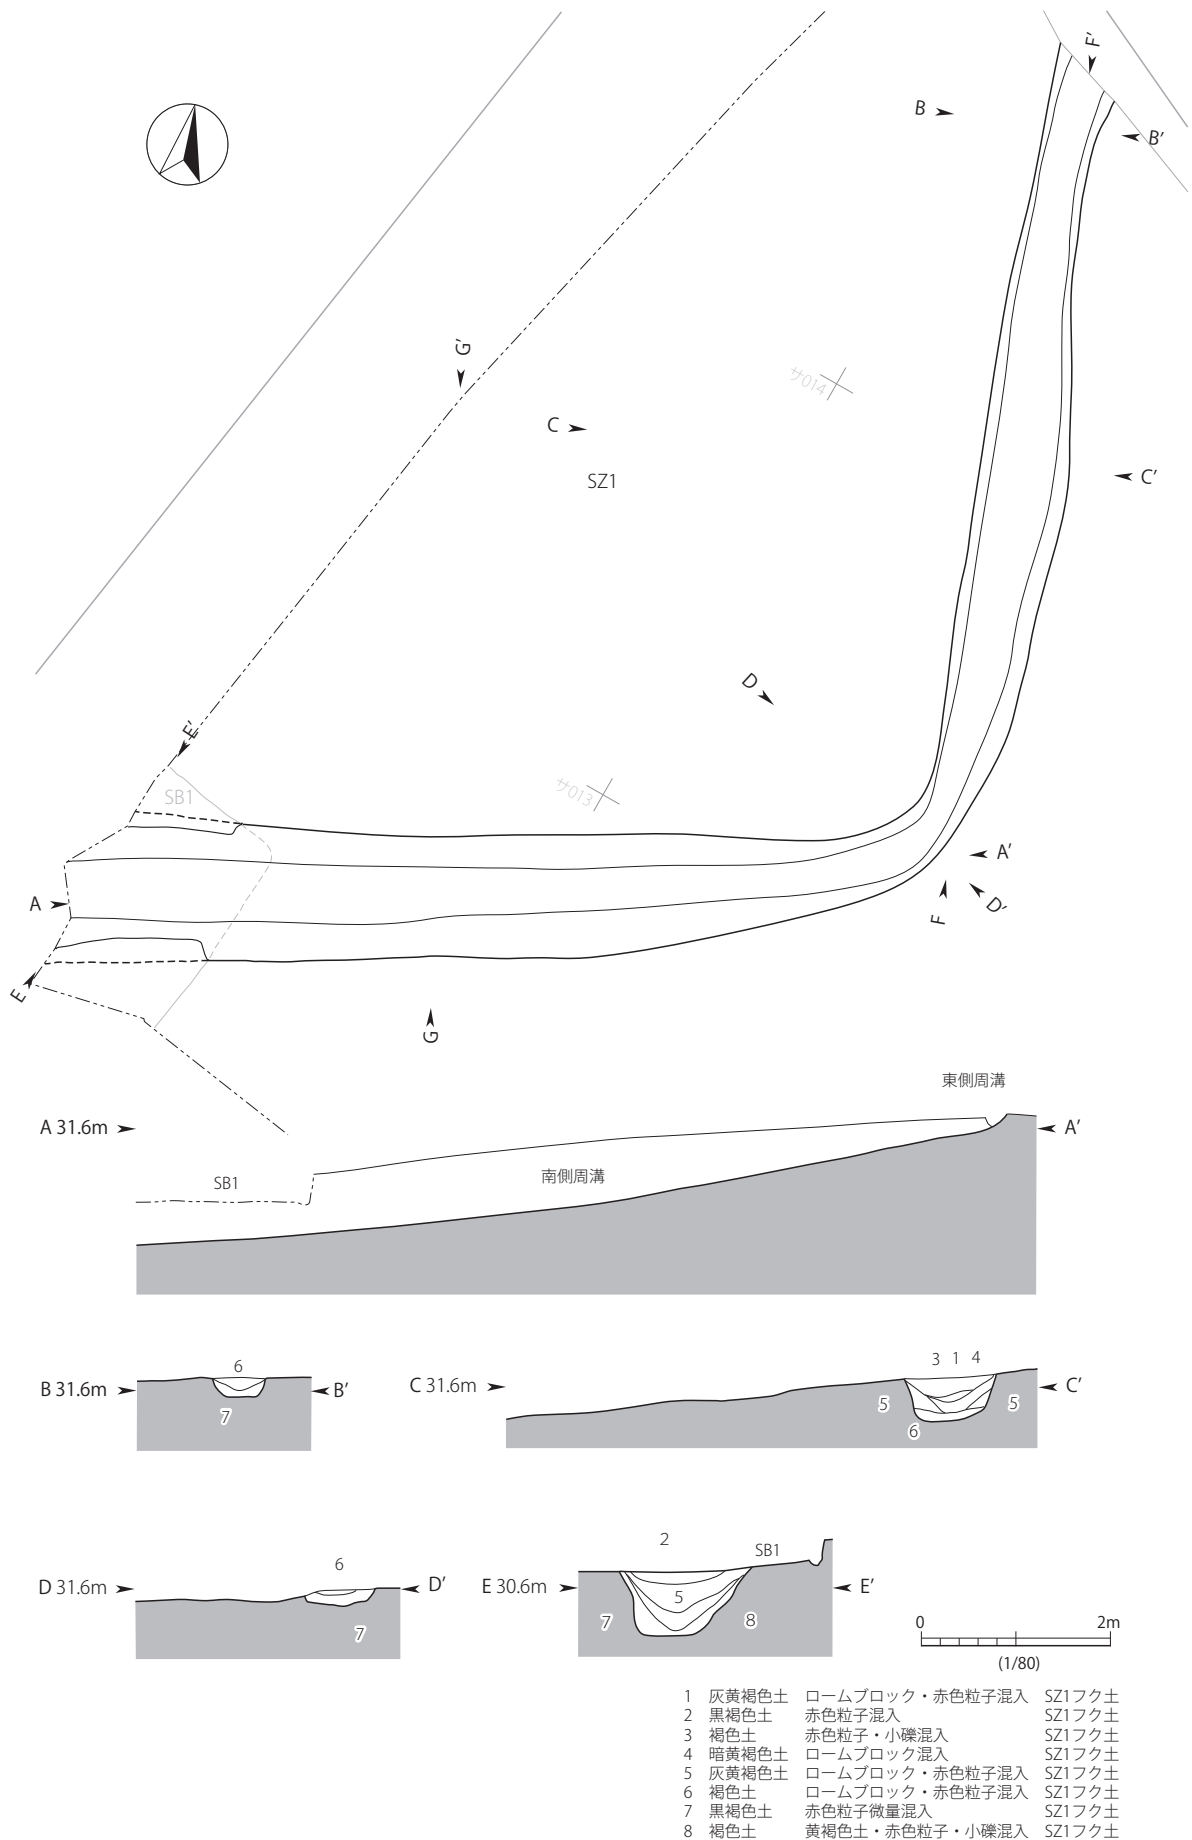 F'
B
B'
G'
サ014
C
SZ1
C'
D
E'
サ013
SB1
A'
A
D'
F
E
G
東側周溝
A 31.6m
A'
SB1
南側周溝
6
B 31.6m
B'
7
3 1 4
C 31.6m
C'
5
5
6
6
D 31.6m
D'
7
2
SB1
E 30.6m
E'
5
7
8
0 2m
(1/80)
1 灰黄褐色土 ロームブロック・赤色粒子混入 SZ1フク土
2 黒褐色土 赤色粒子混入 SZ1フク土
3 褐色土 赤色粒子・小礫混入 SZ1フク土
4 暗黄褐色土 ロームブロック混入 SZ1フク土
5 灰黄褐色土 ロームブロック・赤色粒子混入 SZ1フク土
6 褐色土 ロームブロック・赤色粒子混入 SZ1フク土
7 黒褐色土 赤色粒子微量混入 SZ1フク土
8 褐色土 黄褐色土・赤色粒子・小礫混入 SZ1フク土